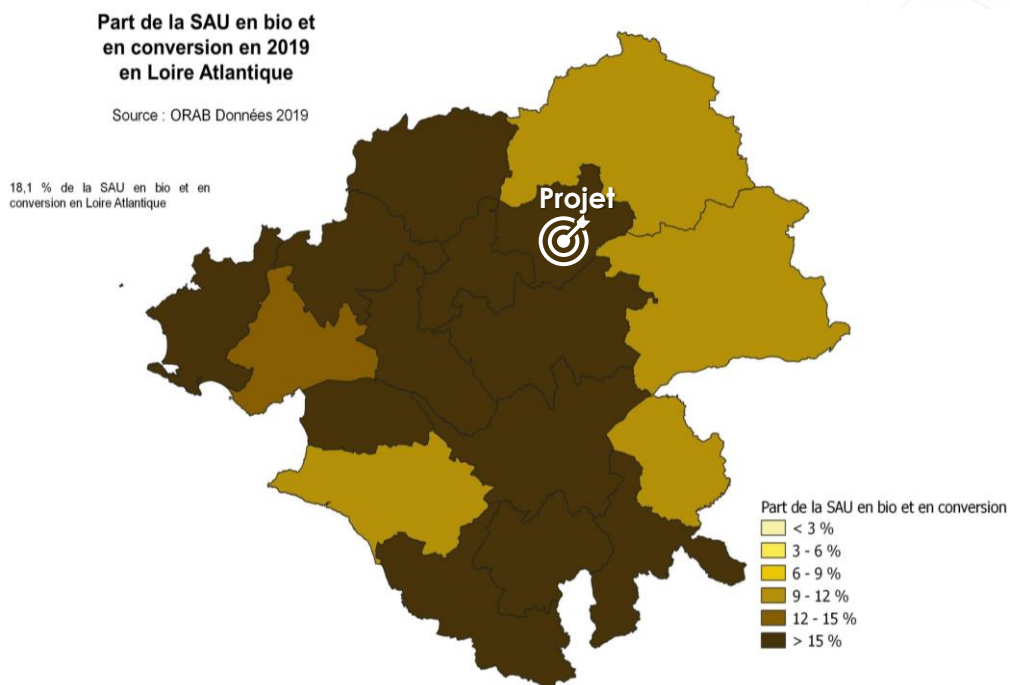 Part de la SAU en bio et
en conversion en 2019
en Loire Atlantique
Source : ORAB Données 2019
18,1 % de la SAU en bio et en
conversion en Loire Atlantique
Projet
Part de la SAU en bio et en conversion
< 3 %
3 - 6 %
6 - 9 %
9 - 12 %
12 - 15 %
> 15 %